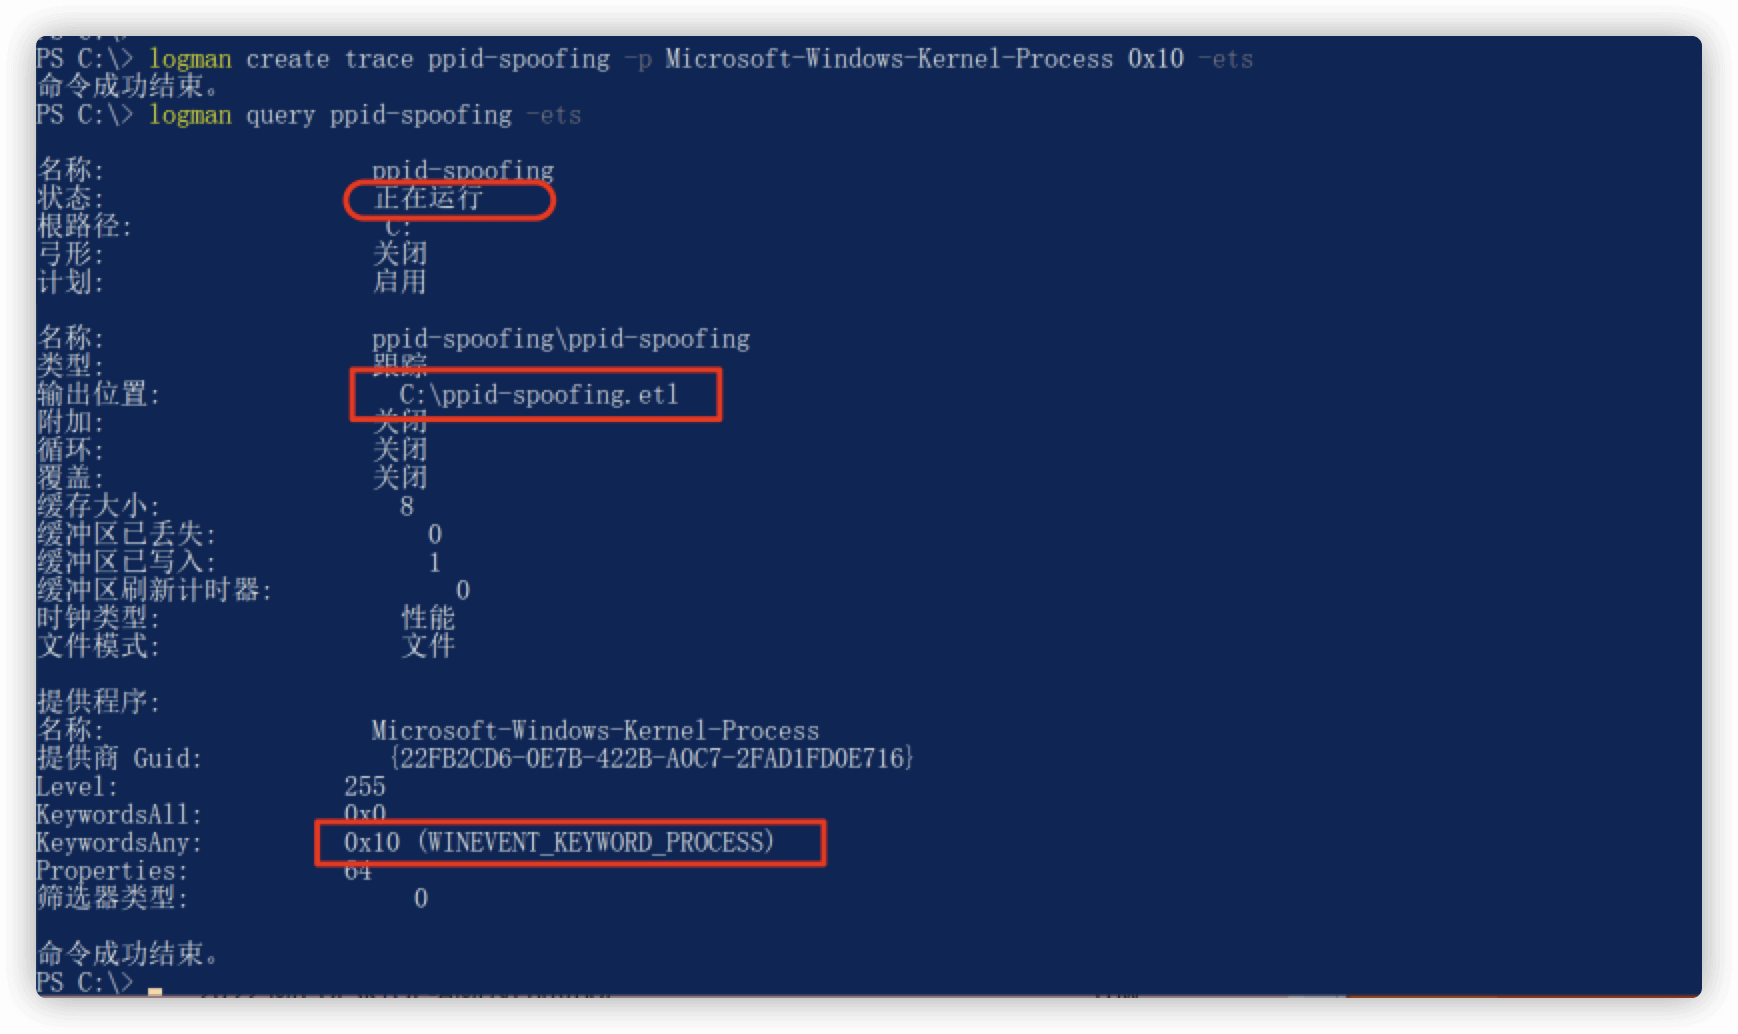 PS C:\> logman create trace ppid-spoofing -p Microsoft-Windows-Kernel-Process 0x10 -ets
命令成功结束。
PS C:\> logman query ppid-spoofing -ets
名称: ppid-spoofing
状态: 正在运行
根路径: C:
弓形: 关闭
计划: 启用
名称: ppid-spoofing\ppid-spoofing
类型: 跟踪
输出位置: C:\ppid-spoofing.etl
附加: 关闭
循环: 关闭
覆盖: 关闭
缓存大小: 8
缓冲区已丢失: 0
缓冲区已写入: 1
缓冲区刷新计时器: 0
时钟类型: 性能
文件模式: 文件
提供程序:
名称: Microsoft-Windows-Kernel-Process
提供商 Guid: {22FB2CD6-0E7B-422B-A0C7-2FAD1FD0E716}
Level: 255
KeywordsAll: 0x0
KeywordsAny: 0x10 (WINEVENT_KEYWORD_PROCESS)
Properties: 64
筛选器类型: 0
命令成功结束。
PS C:\>